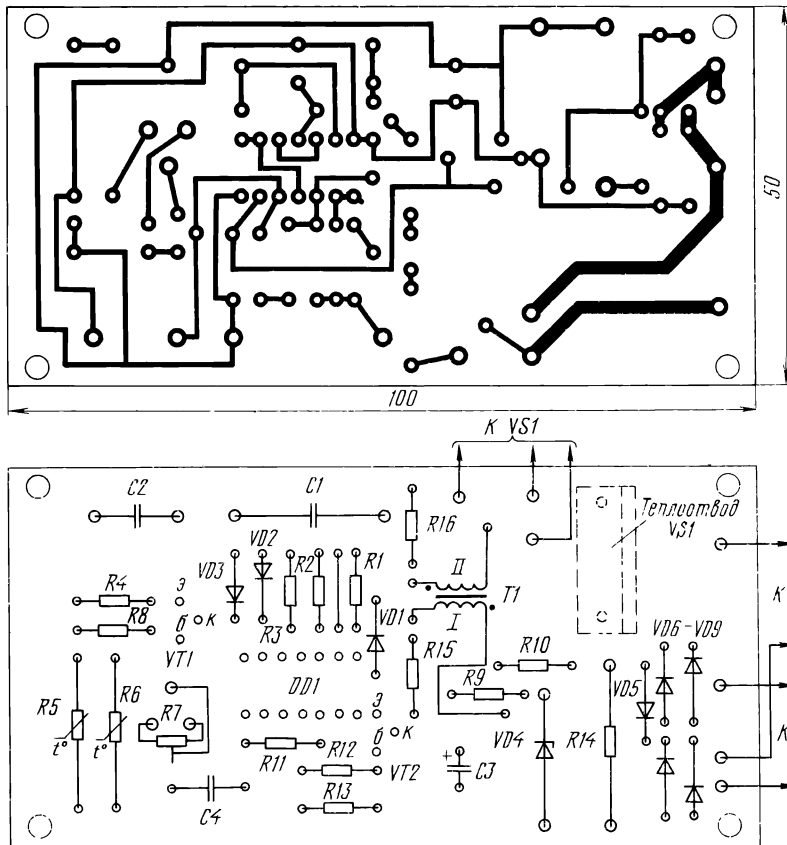 50
100
К VS1
C2
C1
R16
Теплоотвод
VS1
VD2
VD3
R2
R1
II
T1
I
К
R4
R8
Э
К
б
R3
VD1
VT1
R15
R10
VD6-VD9
DD1
R9
VD5
R5
t°
R6
t°
R7
Э
К
б
VD4
R14
К
R11
R12
VT2
+
C3
C4
R13